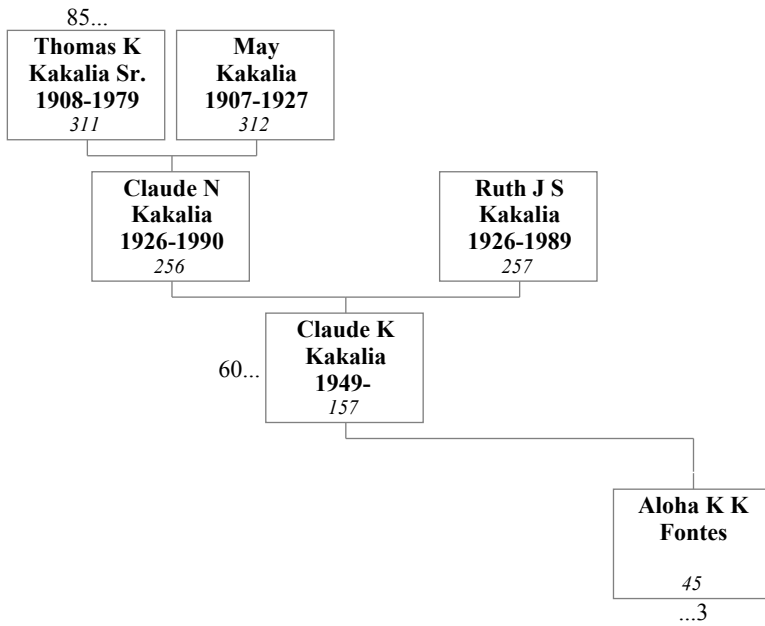 85...
Thomas K
Kakalia Sr.
1908-1979
311
May
Kakalia
1907-1927
312
Claude N
Kakalia
1926-1990
256
Ruth J S
Kakalia
1926-1989
257
60...
Claude K
Kakalia
1949-
157
Aloha K K
Fontes
45
...3